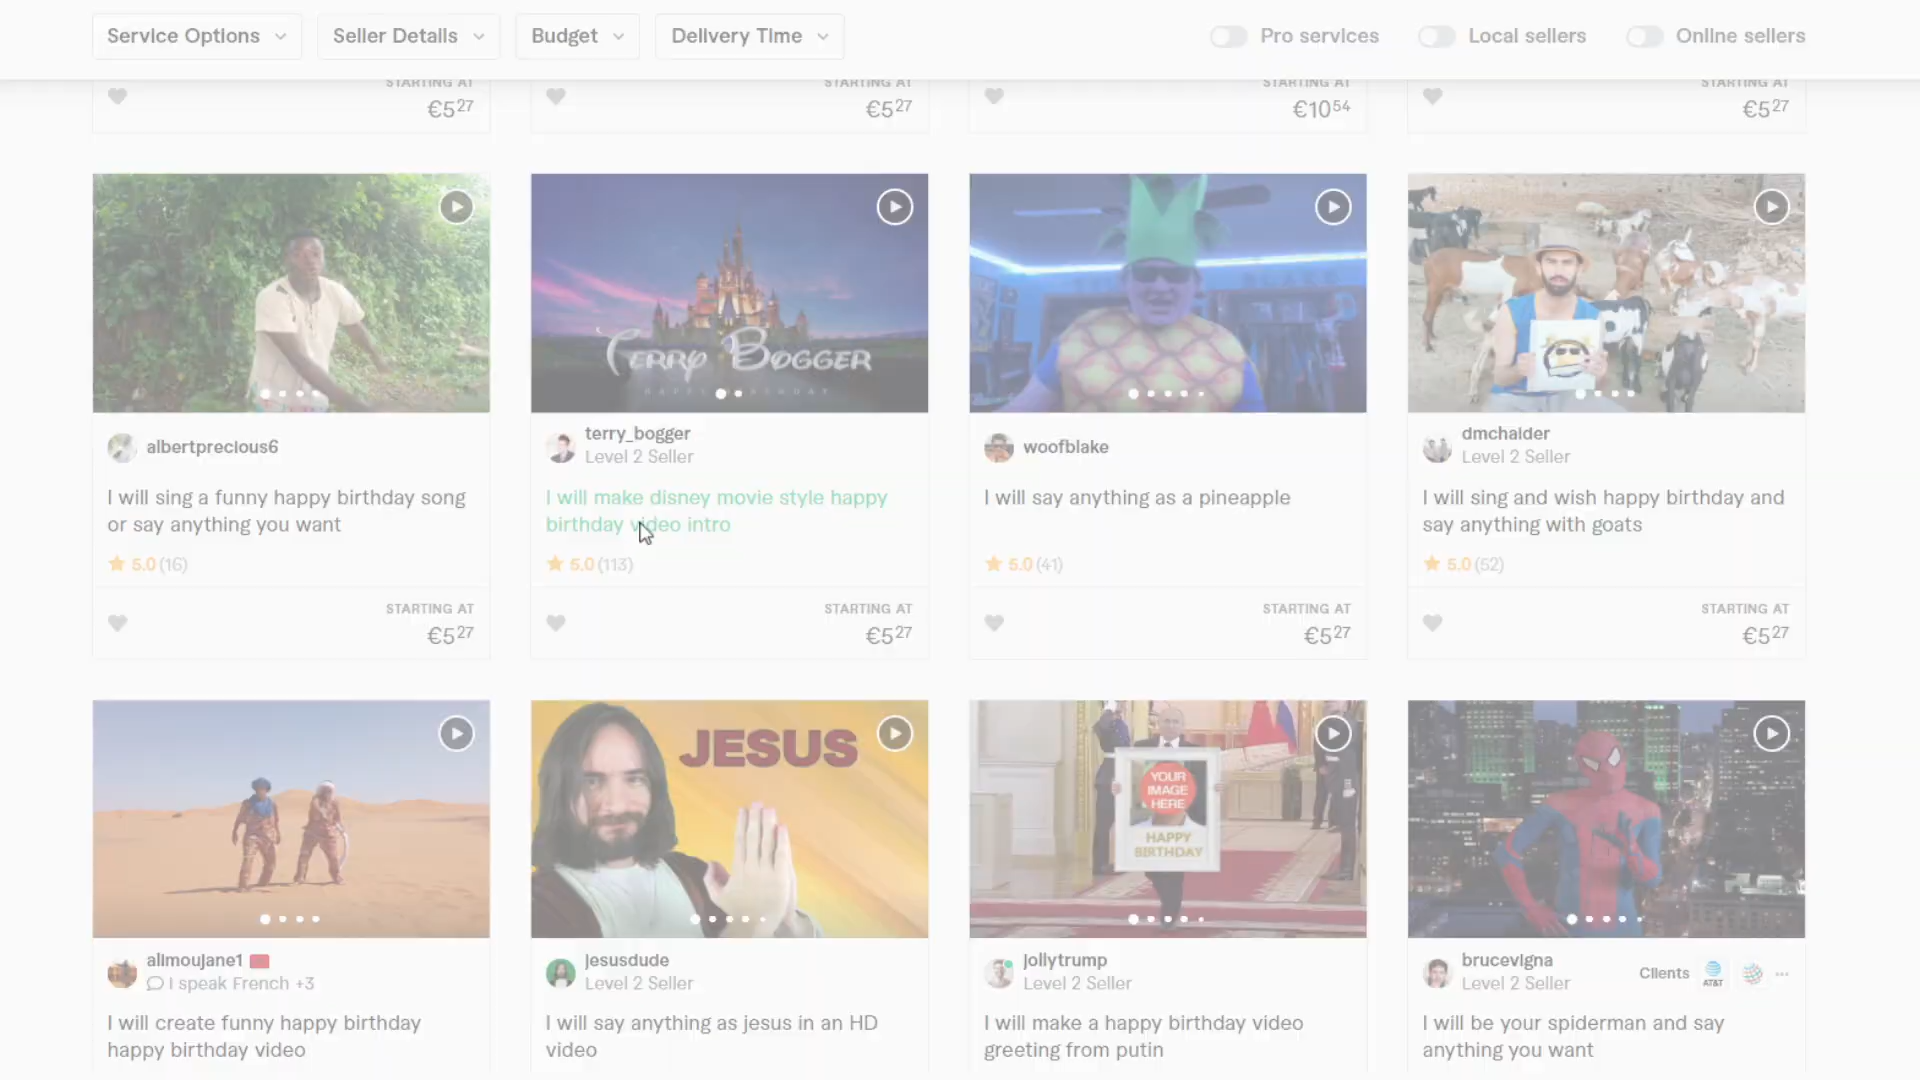 Service Options
Seller Details
Budget
Delivery Time
Pro services
Local sellers
Online sellers
STARTING AT
€5²⁷
STARTING AT
€5²⁷
STARTING AT
€10⁵⁴
STARTING AT
€5²⁷
TERRY BOGGER
albertprecious6
I will sing a funny happy birthday song
or say anything you want
5.0 (16)
STARTING AT
€5²⁷
terry_bogger
Level 2 Seller
I will make disney movie style happy
birthday video intro
5.0 (113)
STARTING AT
€5²⁷
woofblake
I will say anything as a pineapple
5.0 (41)
STARTING AT
€5²⁷
dmchaider
Level 2 Seller
I will sing and wish happy birthday and
say anything with goats
5.0 (52)
STARTING AT
€5²⁷
alimoujane1
I speak French +3
I will create funny happy birthday
happy birthday video
JESUS
jesusdude
Level 2 Seller
I will say anything as jesus in an HD
video
YOUR
IMAGE
HERE
HAPPY
BIRTHDAY
jollytrump
Level 2 Seller
I will make a happy birthday video
greeting from putin
brucevigna
Level 2 Seller
Clients
AT&T
I will be your spiderman and say
anything you want